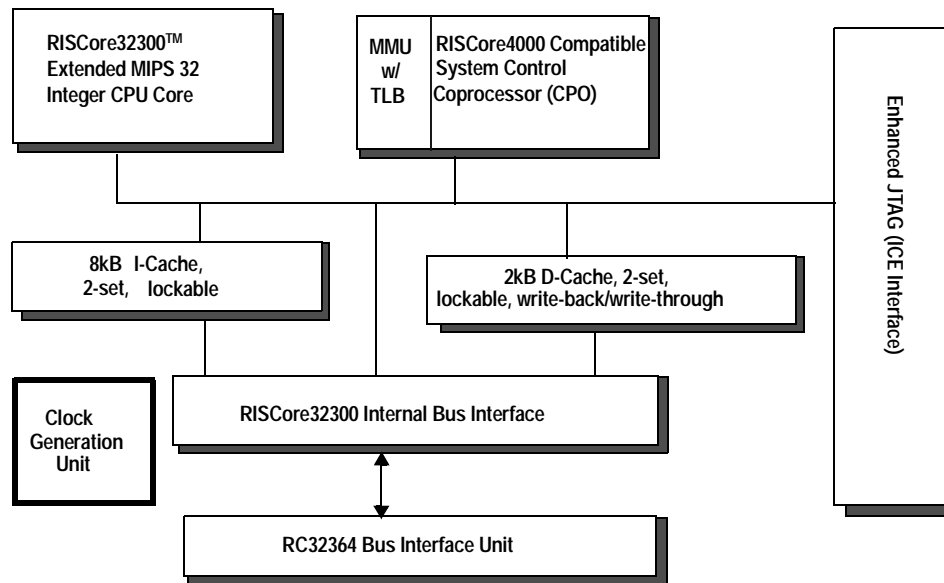 RISCore32300™
Extended MIPS 32
Integer CPU Core
MMU
w/
TLB
RISCore4000 Compatible
System Control
Coprocessor (CPO)
Enhanced JTAG (ICE Interface)
8kB I-Cache,
2-set, lockable
2kB D-Cache, 2-set,
lockable, write-back/write-through
Clock
Generation
Unit
RISCore32300 Internal Bus Interface
RC32364 Bus Interface Unit